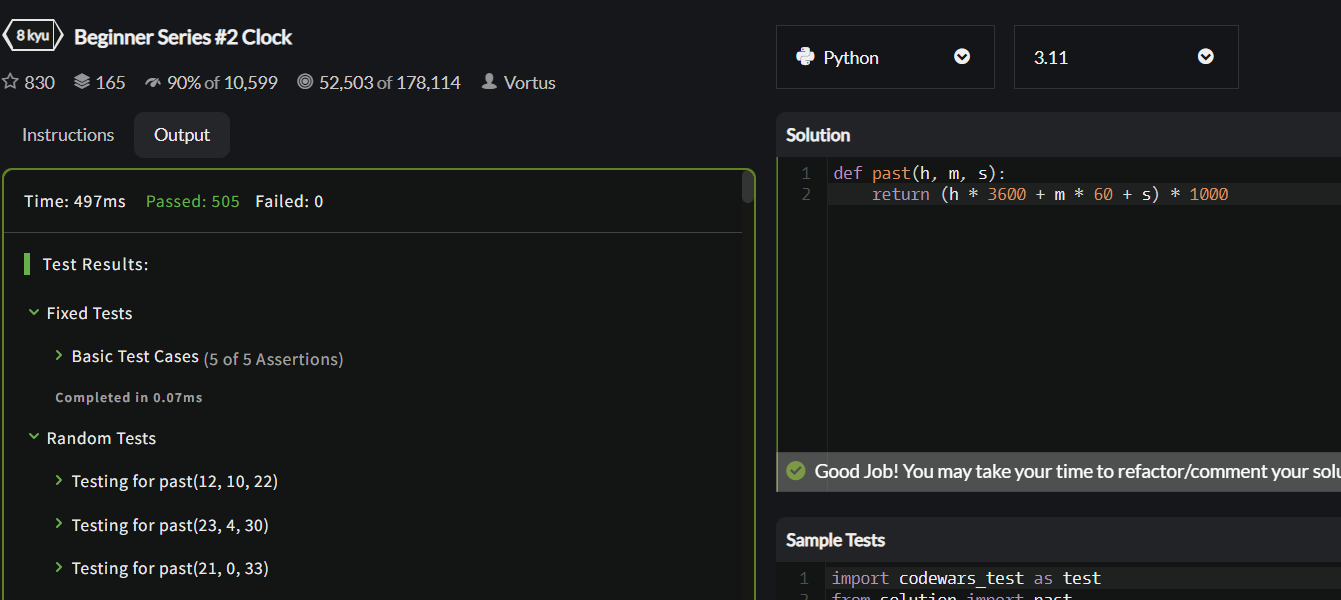 8 kyu Beginner Series #2 Clock
830 165 90% of 10,599 52,503 of 178,114 Vortus
Instructions Output
Time: 497ms Passed: 505 Failed: 0
Test Results:
Fixed Tests
Basic Test Cases (5 of 5 Assertions)
Completed in 0.07ms
Random Tests
Testing for past(12, 10, 22)
Testing for past(23, 4, 30)
Testing for past(21, 0, 33)
Python 3.11
Solution
1 def past(h, m, s):
2 return (h * 3600 + m * 60 + s) * 1000
Good Job! You may take your time to refactor/comment your solu
Sample Tests
1 import codewars_test as test
2 from solution import past